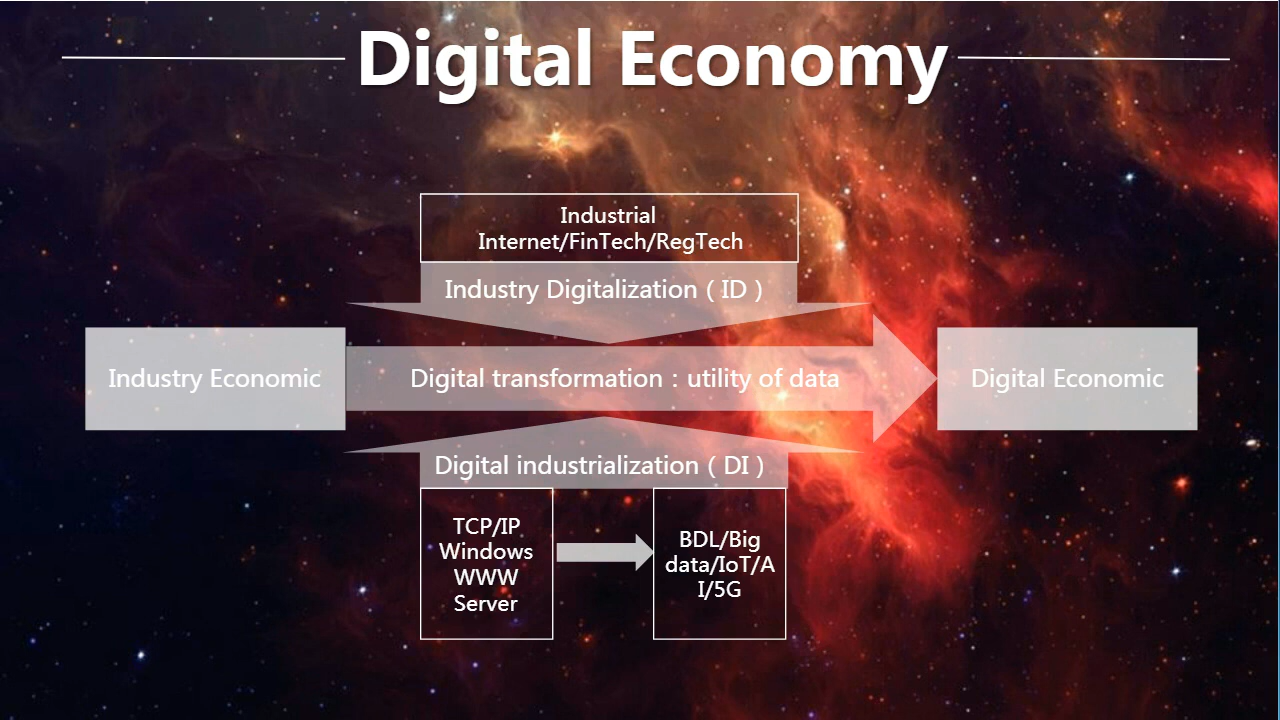 Digital Economy
Industrial
Internet/FinTech/RegTech
Industry Digitalization（ID）
Industry Economic
Digital transformation：utility of data
Digital Economic
Digital industrialization（DI）
TCP/IP
Windows
WWW
Server
BDL/Big
data/IoT/A
I/5G